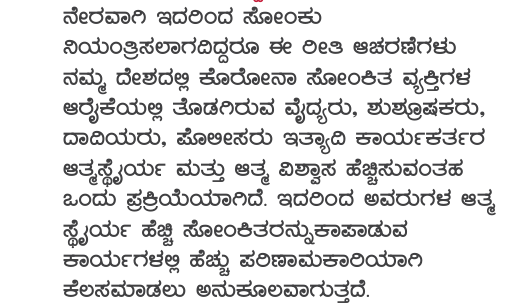 ನೇರವಾಗಿ ಇದರಿಂದ ಸೋಂಕು
ನಿಯಂತ್ರಿಸಲಾಗದಿದ್ದರೂ ಈ ರೀತಿ ಆಚರಣೆಗಳು
ನಮ್ಮ ದೇಶದಲ್ಲಿ ಕೊರೋನಾ ಸೋಂಕಿತ ವ್ಯಕ್ತಿಗಳ
ಆರೈಕೆಯಲ್ಲಿ ತೊಡಗಿರುವ ವೈದ್ಯರು, ಶುಶ್ರೂಷಕರು,
ದಾದಿಯರು, ಪೊಲೀಸರು ಇತ್ಯಾದಿ ಕಾರ್ಯಕರ್ತರ
ಆತ್ಮಸ್ಥೈರ್ಯ ಮತ್ತು ಆತ್ಮ ವಿಶ್ವಾಸ ಹೆಚ್ಚಿಸುವಂತಹ
ಒಂದು ಪ್ರಕ್ರಿಯೆಯಾಗಿದೆ. ಇದರಿಂದ ಅವರುಗಳ ಆತ್ಮ
ಸ್ಥೈರ್ಯ ಹೆಚ್ಚಿ ಸೋಂಕಿತರನ್ನುಕಾಪಾಡುವ
ಕಾರ್ಯಗಳಲ್ಲಿ ಹೆಚ್ಚು ಪರಿಣಾಮಕಾರಿಯಾಗಿ
ಕೆಲಸಮಾಡಲು ಅನುಕೂಲವಾಗುತ್ತದೆ.